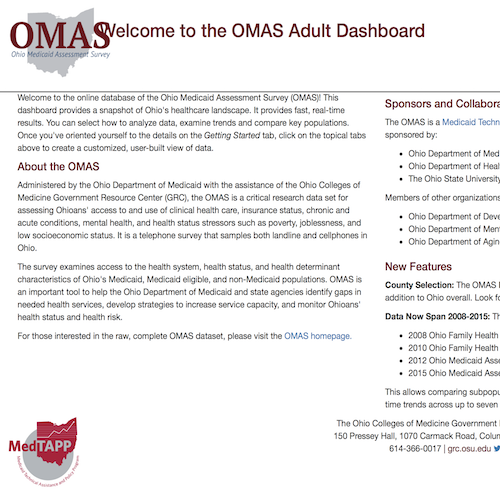 OMAS
Ohio Medicaid Assessment Survey
Welcome to the OMAS Adult Dashboard
Welcome to the online database of the Ohio Medicaid Assessment Survey (OMAS)! This
dashboard provides a snapshot of Ohio's healthcare landscape. It provides fast, real-time
results. You can select how to analyze data, examine trends and compare key populations.
Once you've oriented yourself to the details on the Getting Started tab, click on the topical tabs
above to create a customized, user-built view of data.
About the OMAS
Administered by the Ohio Department of Medicaid with the assistance of the Ohio Colleges of
Medicine Government Resource Center (GRC), the OMAS is a critical research data set for
assessing Ohioans' access to and use of clinical health care, insurance status, chronic and
acute conditions, mental health, and health status stressors such as poverty, joblessness, and
low socioeconomic status. It is a telephone survey that samples both landline and cellphones in
Ohio.
The survey examines access to the health system, health status, and health determinant
characteristics of Ohio's Medicaid, Medicaid eligible, and non-Medicaid populations. OMAS is
an important tool to help the Ohio Department of Medicaid and state agencies identify gaps in
needed health services, develop strategies to increase service capacity, and monitor Ohioans'
health status and health risk.
For those interested in the raw, complete OMAS dataset, please visit the OMAS homepage.
Sponsors and Collabora
The OMAS is a Medicaid Techn
sponsored by:
• Ohio Department of Med
• Ohio Department of Heal
• The Ohio State University
Members of other organizations
• Ohio Department of Deve
• Ohio Department of Ment
• Ohio Department of Agin
New Features
County Selection: The OMAS
addition to Ohio overall. Look fo
Data Now Span 2008-2015: Th
• 2008 Ohio Family Health
• 2010 Ohio Family Health
• 2012 Ohio Medicaid Asse
• 2015 Ohio Medicaid Asse
This allows comparing subpopu
time trends across up to seven
MedTAPP
Medicaid Technical Assistance and Policy Program
The Ohio Colleges of Medicine Government
150 Pressey Hall, 1070 Carmack Road, Colum
614-366-0017 | grc.osu.edu